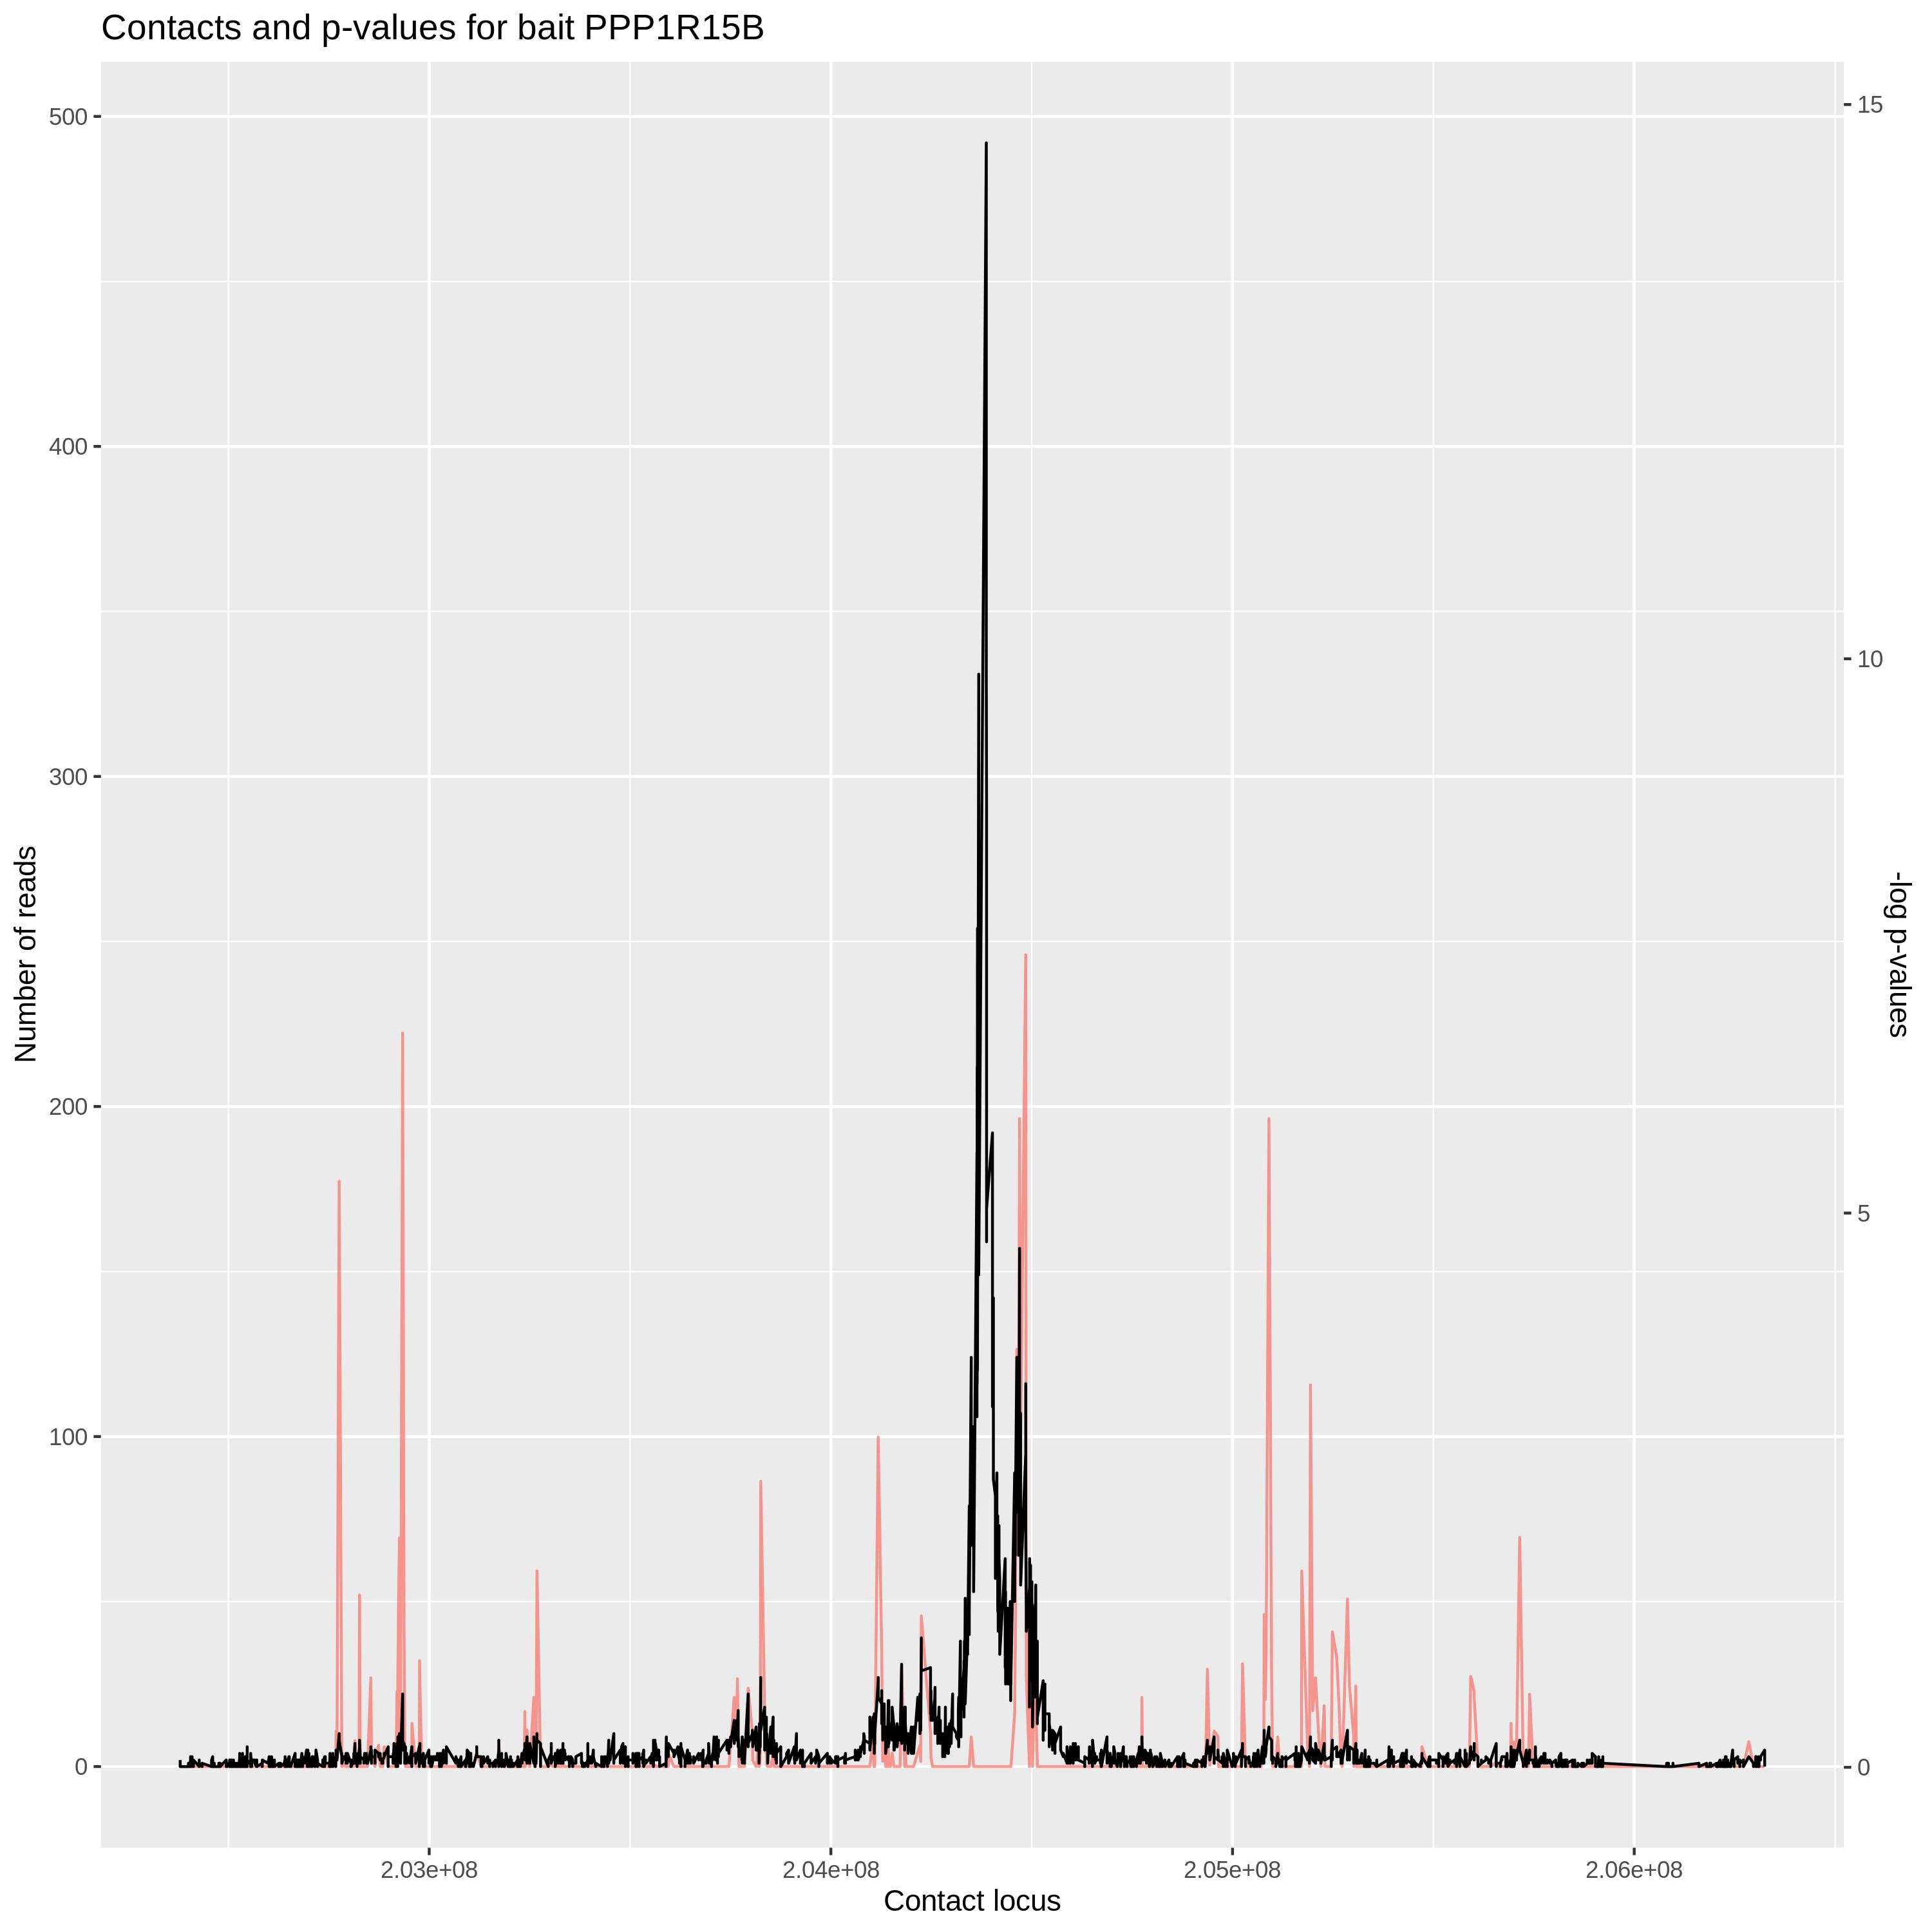 Contacts and p-values for bait PPP1R15B
500
400
300
200
100
0
Number of reads
15
10
5
0
-log p-values
2.03e+08
2.04e+08
2.05e+08
2.06e+08
Contact locus